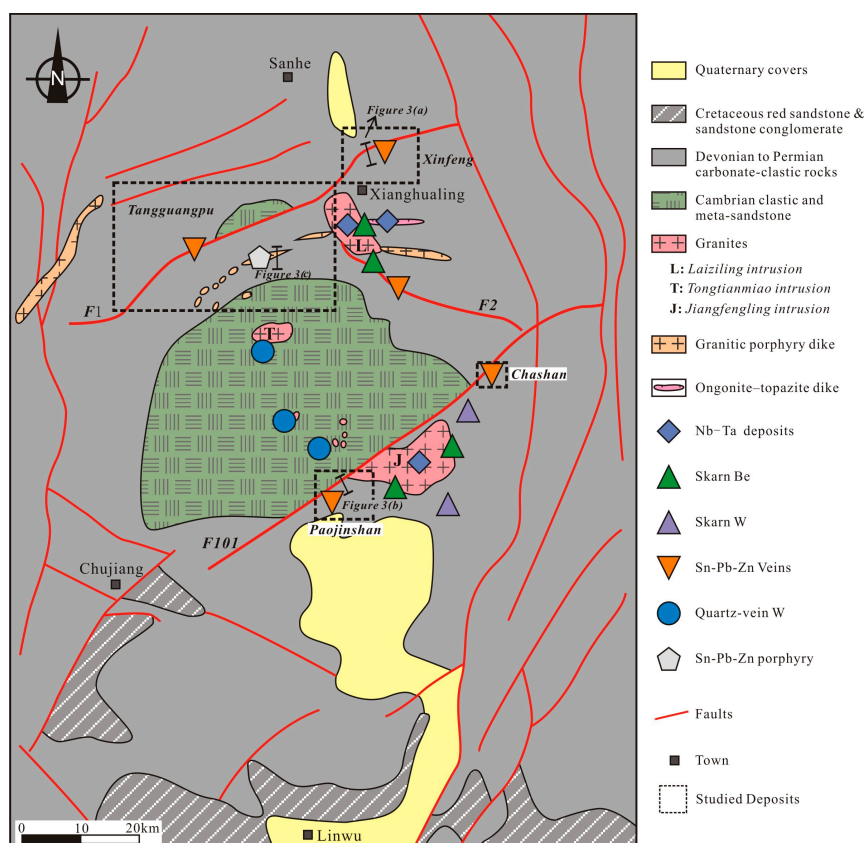 N
Sanhe
Figure 3(a)
Xinfeng
Xianghualing
Tangguangpu
L
Figure 3(c)
F1
F2
T
Chashan
J
Figure 3(b)
Paojinshan
F101
Chujiang
Linwu
0 10 20km
Quaternary covers
Cretaceous red sandstone &
sandstone conglomerate
Devonian to Permian
carbonate-clastic rocks
Cambrian clastic and
meta-sandstone
Granites
L: Laiziling intrusion
T: Tongtianmiao intrusion
J: Jiangfengling intrusion
Granitic porphyry dike
Ongonite–topazite dike
Nb–Ta deposits
Skarn Be
Skarn W
Sn-Pb-Zn Veins
Quartz-vein W
Sn-Pb-Zn porphyry
Faults
Town
Studied Deposits